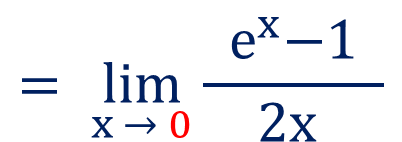 = lim x → 0 e^x−1 / 2x